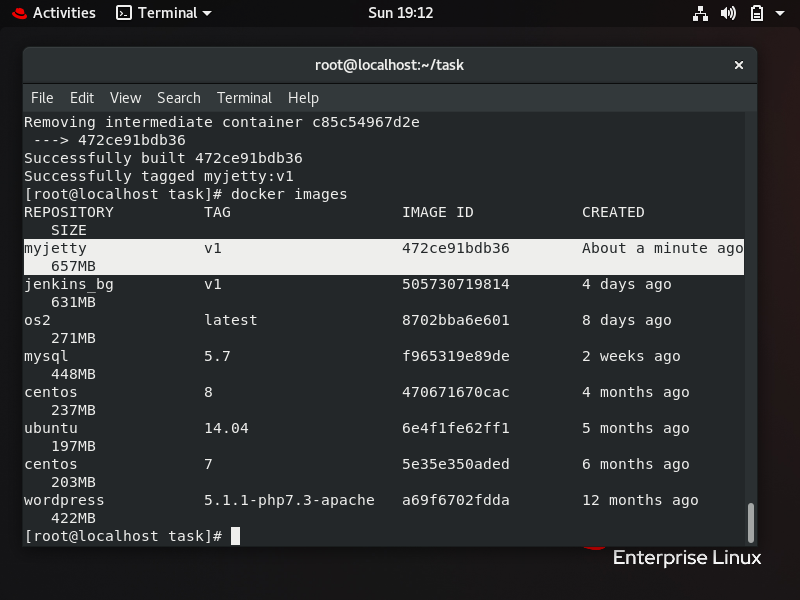 Activities Terminal Sun 19:12
root@localhost:~/task ×
File Edit View Search Terminal Help
Removing intermediate container c85c54967d2e
---> 472ce91bdb36
Successfully built 472ce91bdb36
Successfully tagged myjetty:v1
[root@localhost task]# docker images
REPOSITORY TAG IMAGE ID CREATED
SIZE
myjetty v1 472ce91bdb36 About a minute ago
657MB
jenkins_bg v1 505730719814 4 days ago
631MB
os2 latest 8702bba6e601 8 days ago
271MB
mysql 5.7 f965319e89de 2 weeks ago
448MB
centos 8 470671670cac 4 months ago
237MB
ubuntu 14.04 6e4f1fe62ff1 5 months ago
197MB
centos 7 5e35e350aded 6 months ago
203MB
wordpress 5.1.1-php7.3-apache a69f6702fdda 12 months ago
422MB
[root@localhost task]#
Enterprise Linux